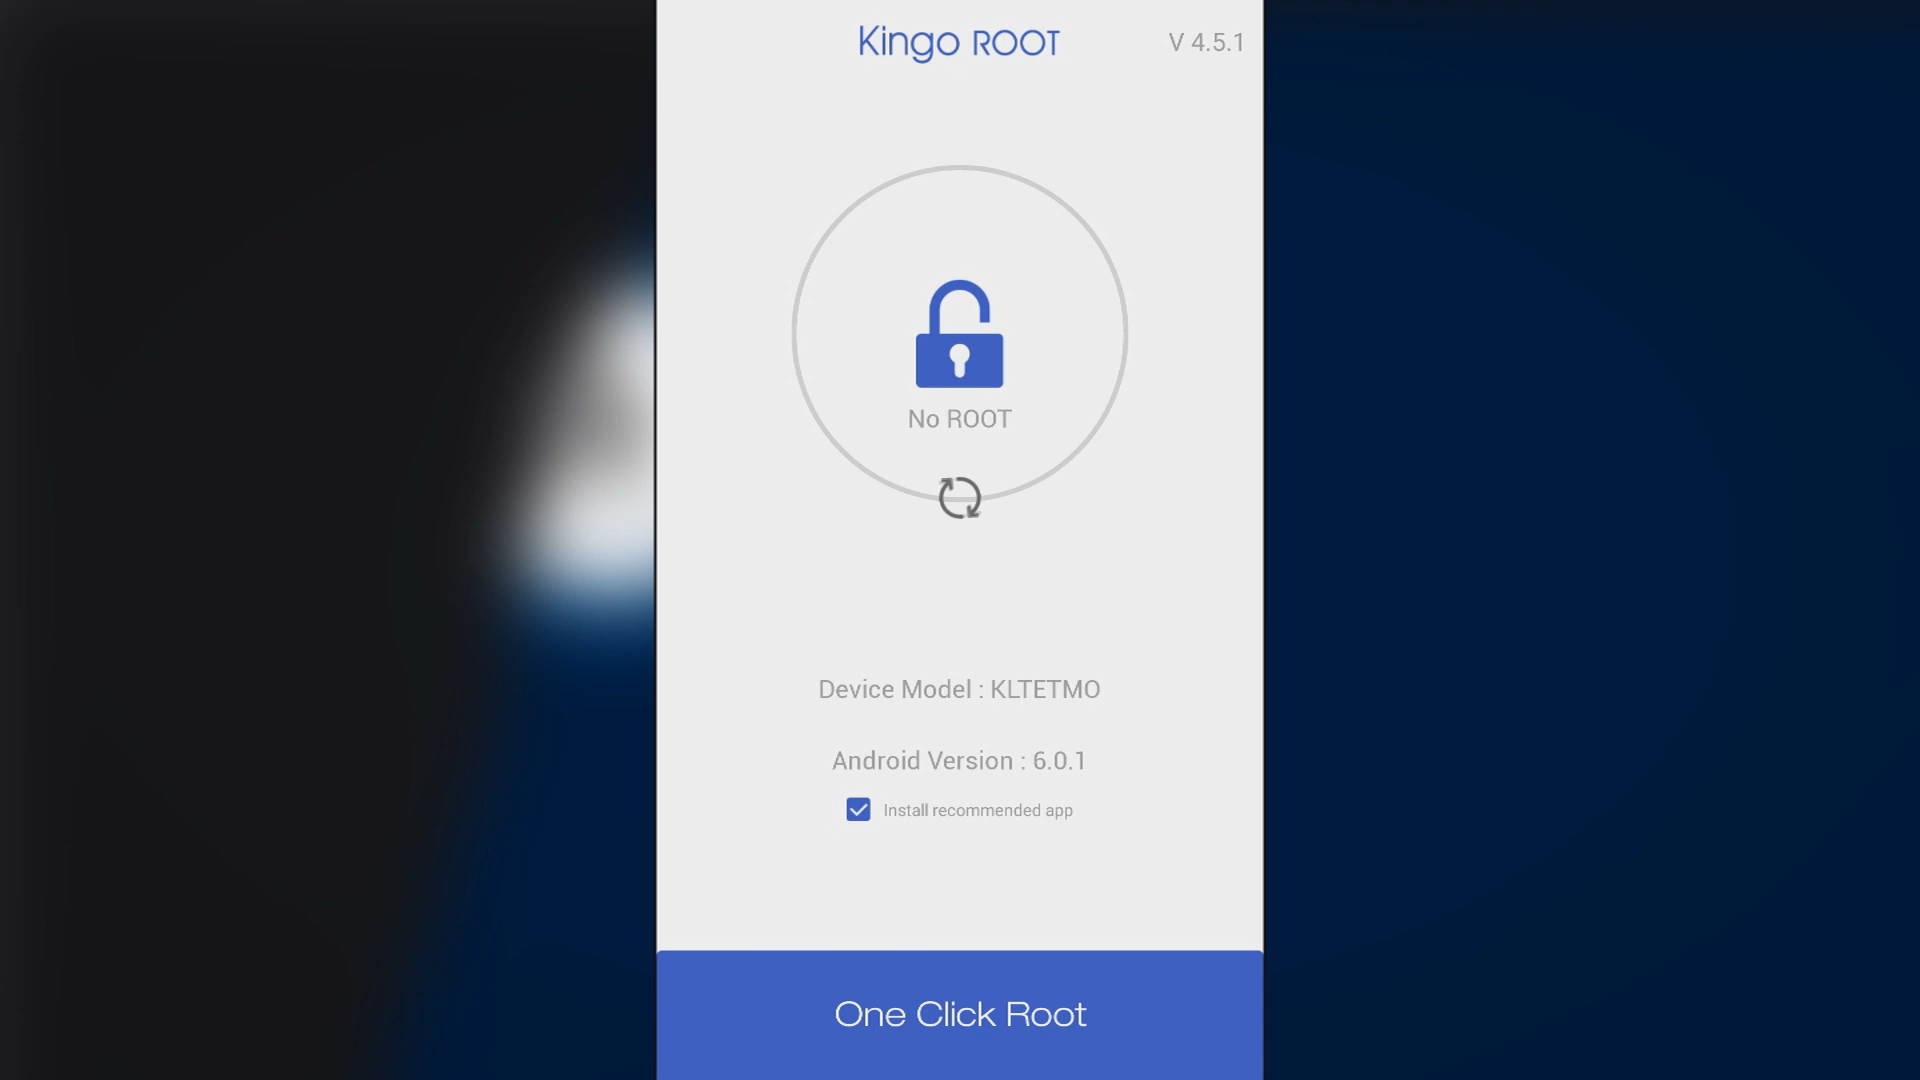 Kingo ROOT
V 4.5.1
No ROOT
Device Model : KLTETMO
Android Version : 6.0.1
Install recommended app
One Click Root